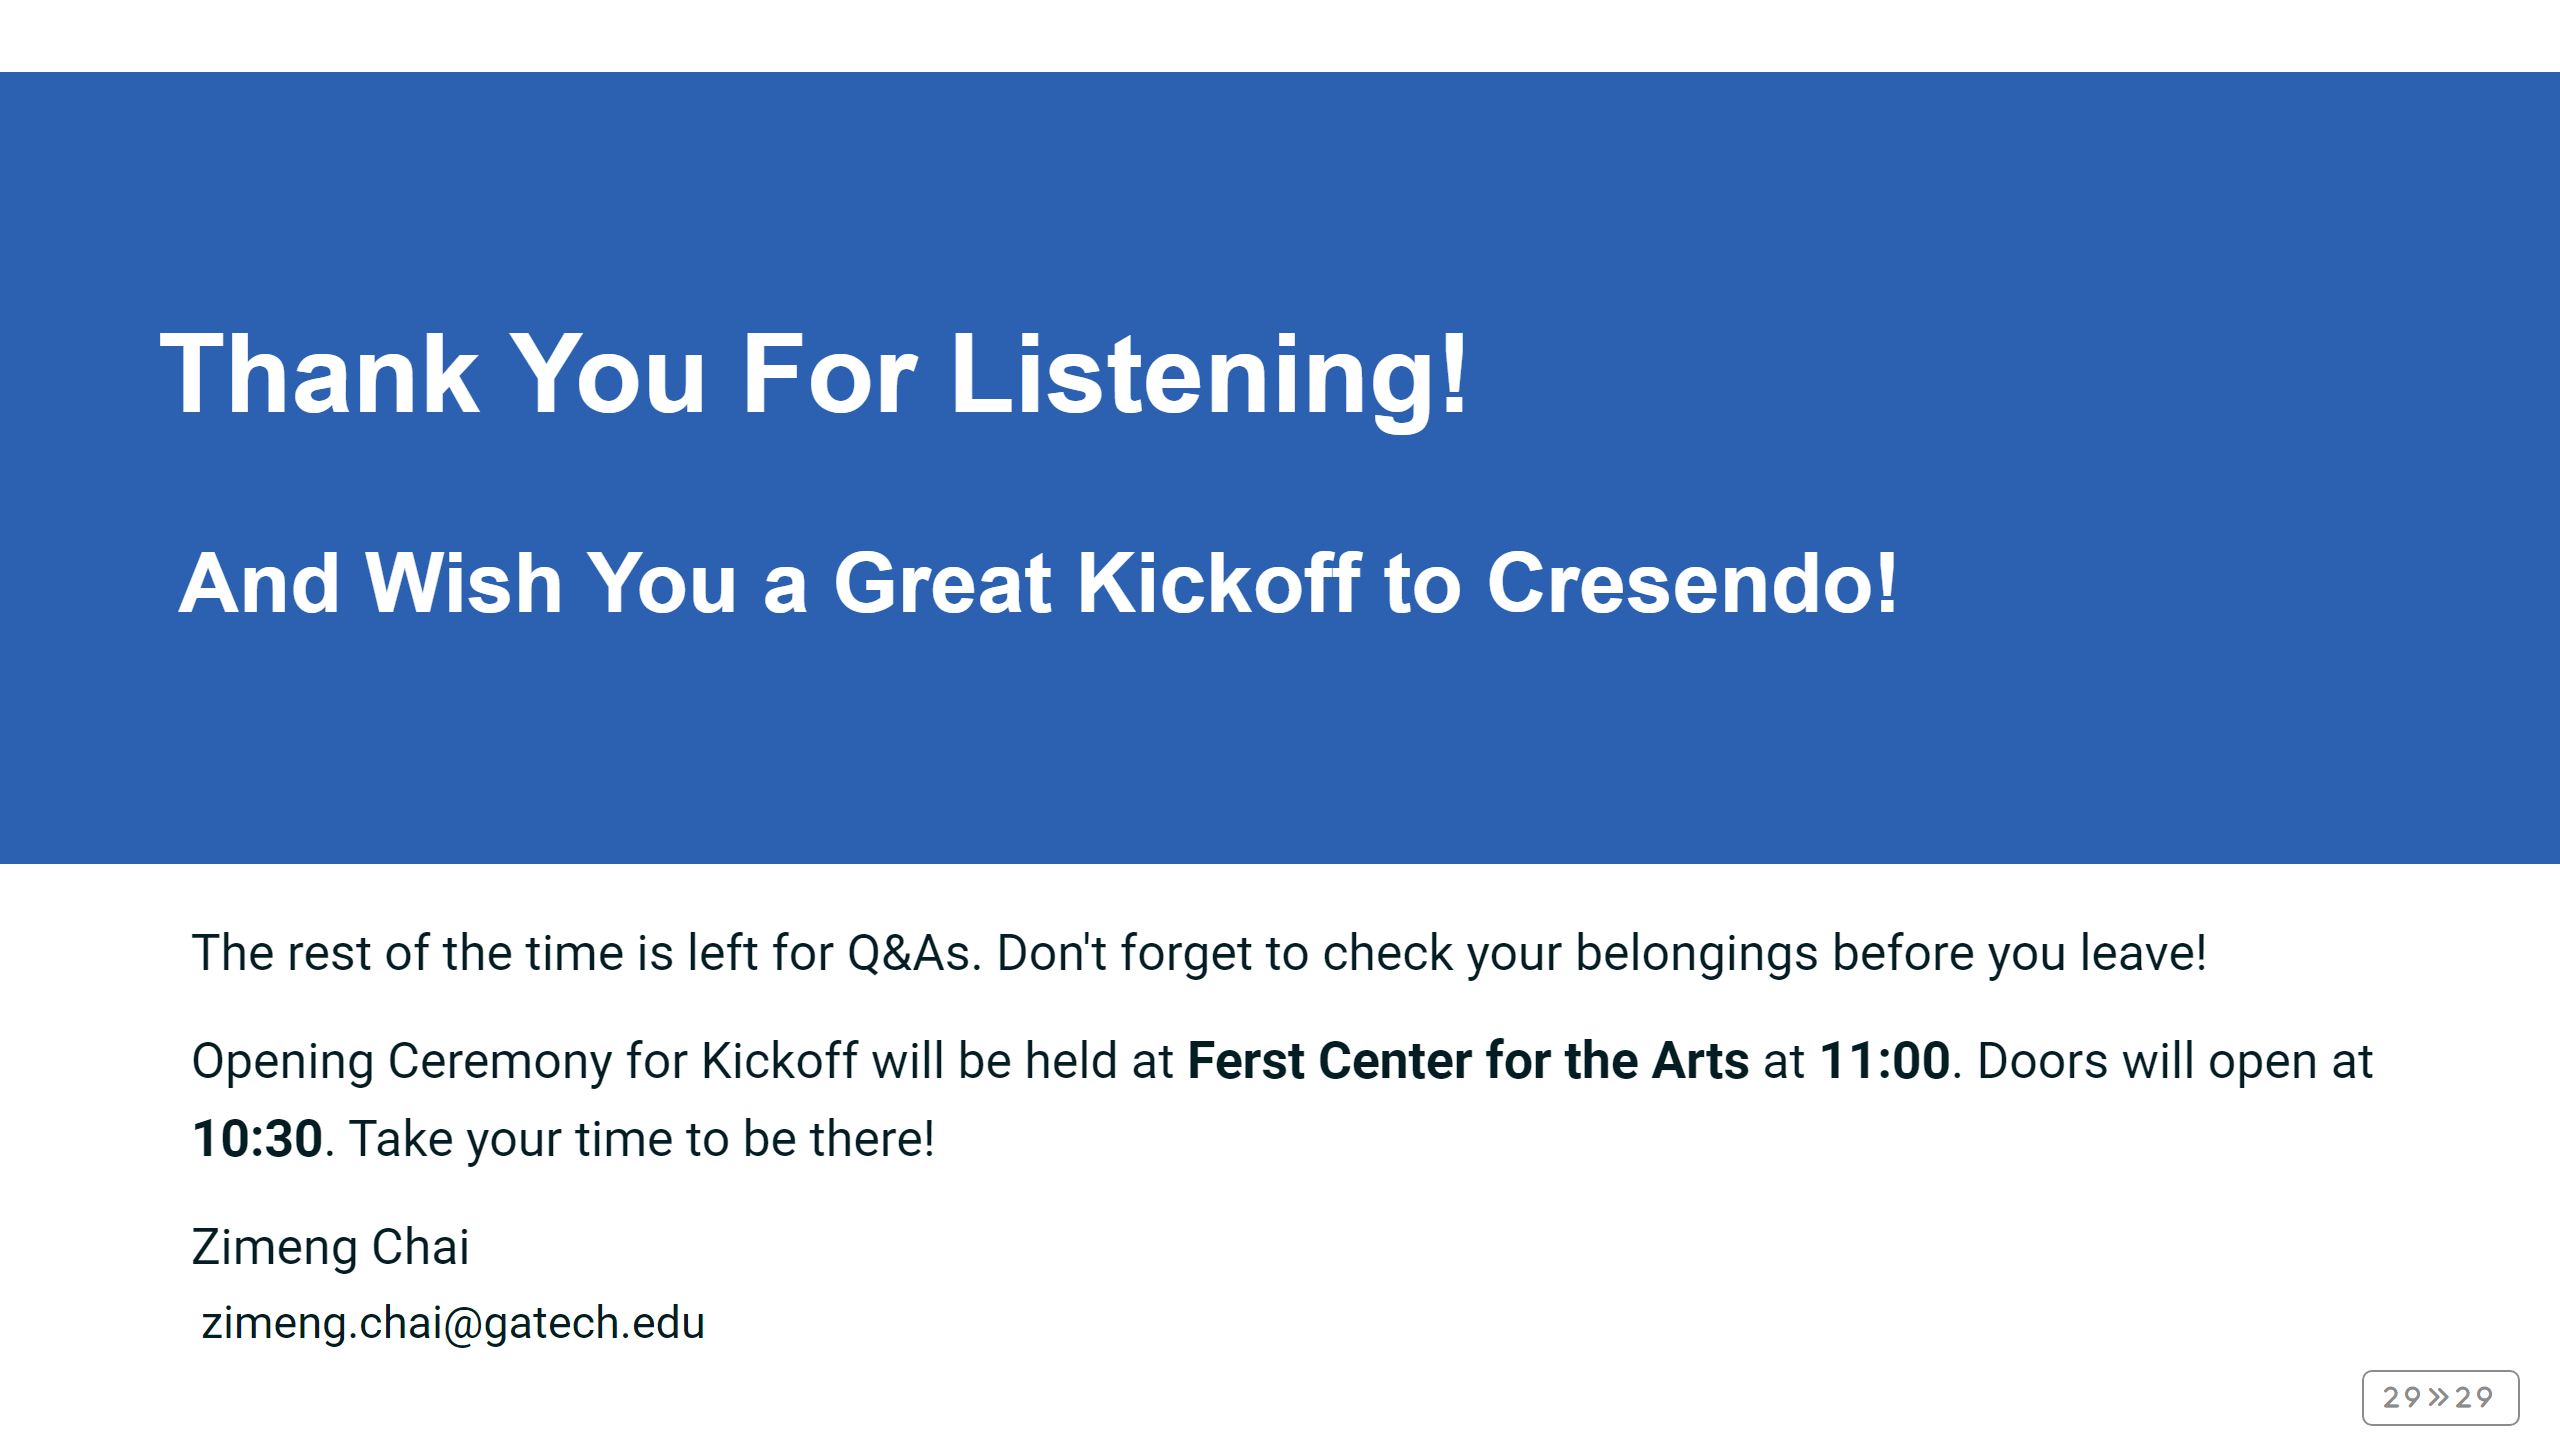 Thank You For Listening!
And Wish You a Great Kickoff to Cresendo!
The rest of the time is left for Q&As. Don't forget to check your belongings before you leave!
Opening Ceremony for Kickoff will be held at Ferst Center for the Arts at 11:00. Doors will open at
10:30. Take your time to be there!
Zimeng Chai
zimeng.chai@gatech.edu
29»29